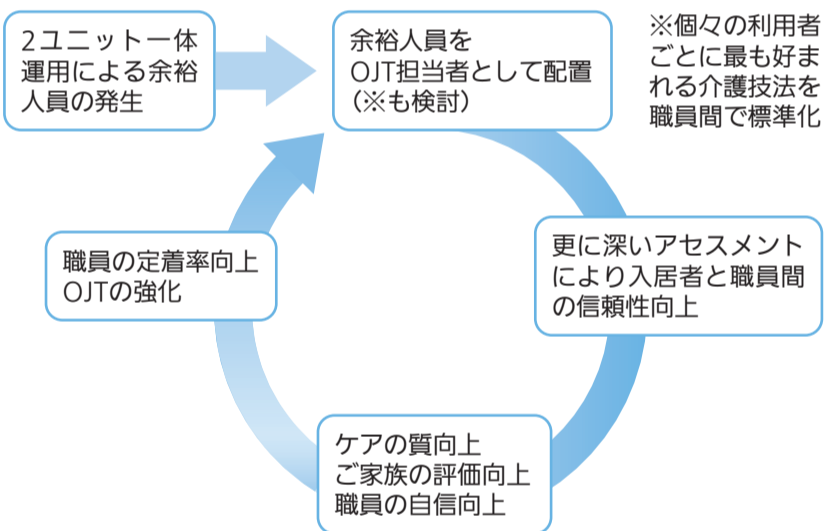 2ユニット一体
運用による余裕
人員の発生
余裕人員を
OJT担当者として配置
（※も検討）
※個々の利用者
ごとに最も好ま
れる介護技法を
職員間で標準化
更に深いアセスメント
により入居者と職員間
の信頼性向上
ケアの質向上
ご家族の評価向上
職員の自信向上
職員の定着率向上
OJTの強化